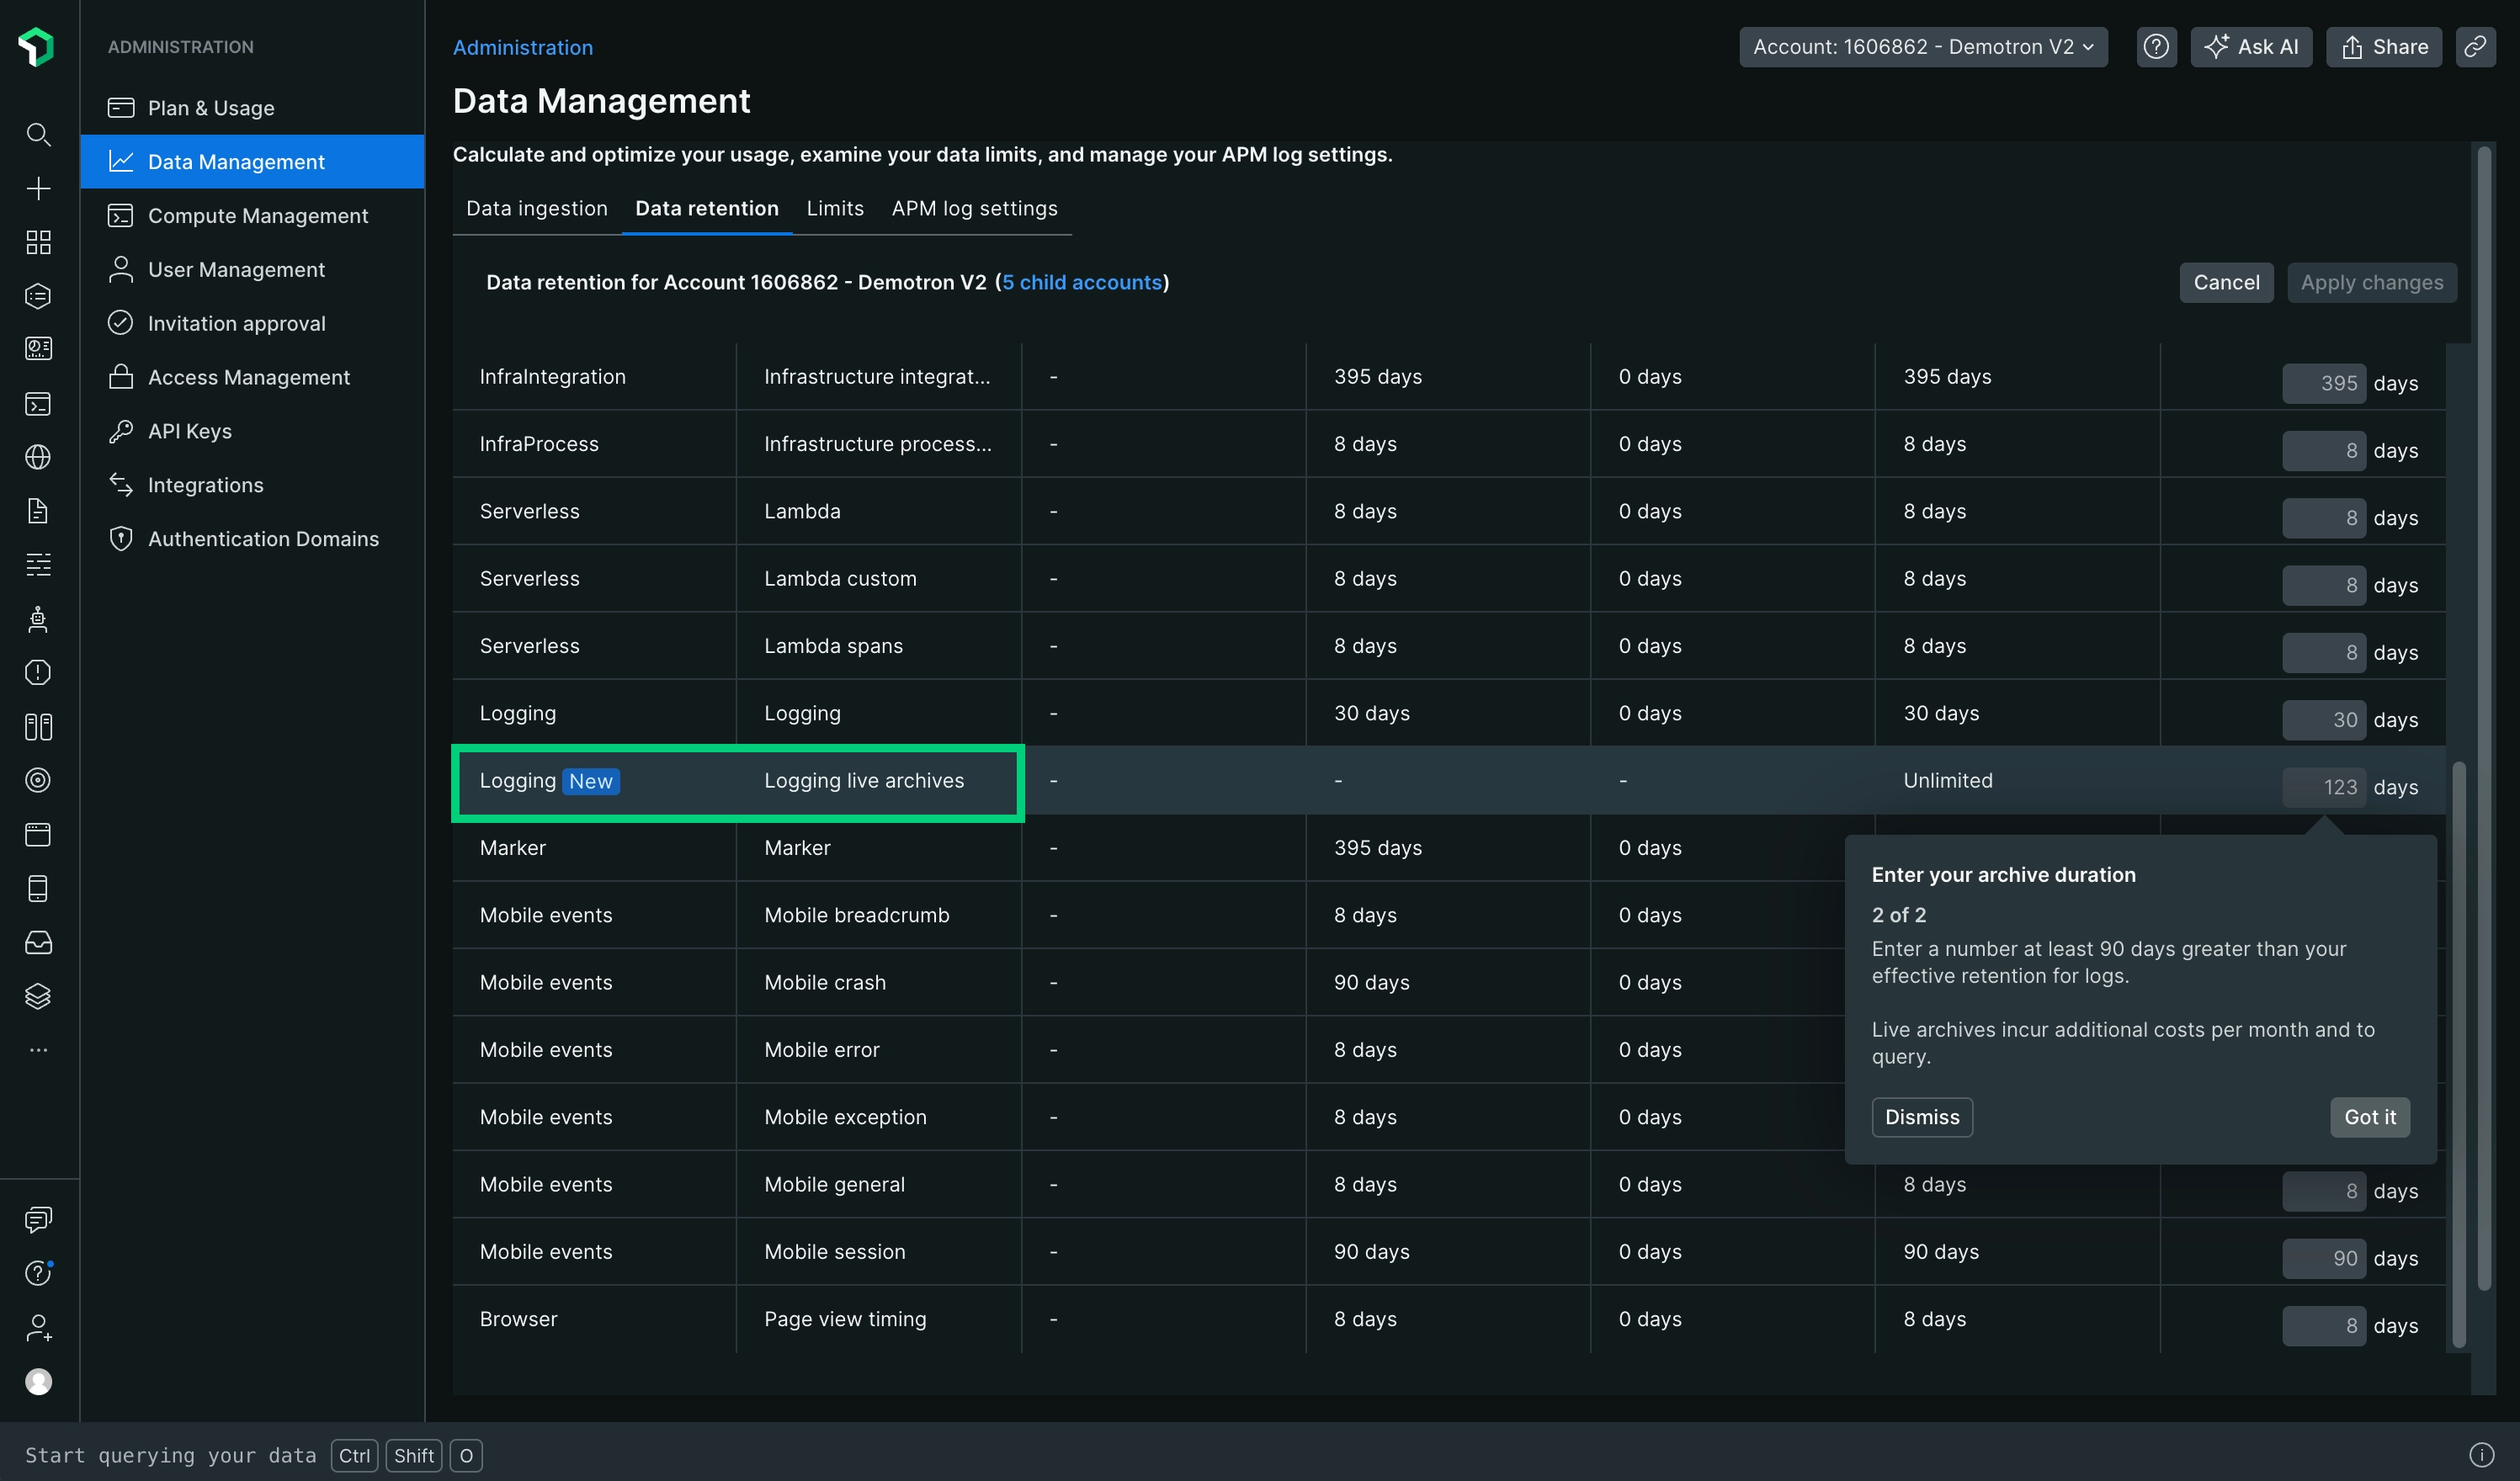 ADMINISTRATION
Plan & Usage
Data Management
Compute Management
User Management
Invitation approval
Access Management
API Keys
Integrations
Authentication Domains
Administration
Account: 1606862 - Demotron V2
Ask AI
Share
Data Management
Calculate and optimize your usage, examine your data limits, and manage your APM log settings.
Data ingestion Data retention Limits APM log settings
Data retention for Account 1606862 - Demotron V2 (5 child accounts)
Cancel Apply changes
InfraIntegration Infrastructure integrat... - 395 days 0 days 395 days 395 days
InfraProcess Infrastructure process... - 8 days 0 days 8 days 8 days
Serverless Lambda - 8 days 0 days 8 days 8 days
Serverless Lambda custom - 8 days 0 days 8 days 8 days
Serverless Lambda spans - 8 days 0 days 8 days 8 days
Logging Logging - 30 days 0 days 30 days 30 days
Logging New Logging live archives - - - Unlimited 123 days
Marker Marker - 395 days 0 days
Mobile events Mobile breadcrumb - 8 days 0 days
Mobile events Mobile crash - 90 days 0 days
Mobile events Mobile error - 8 days 0 days
Mobile events Mobile exception - 8 days 0 days
Mobile events Mobile general - 8 days 0 days 8 days 8 days
Mobile events Mobile session - 90 days 0 days 90 days 90 days
Browser Page view timing - 8 days 0 days 8 days 8 days
Enter your archive duration
2 of 2
Enter a number at least 90 days greater than your
effective retention for logs.
Live archives incur additional costs per month and to
query.
Dismiss Got it
Start querying your data Ctrl Shift O